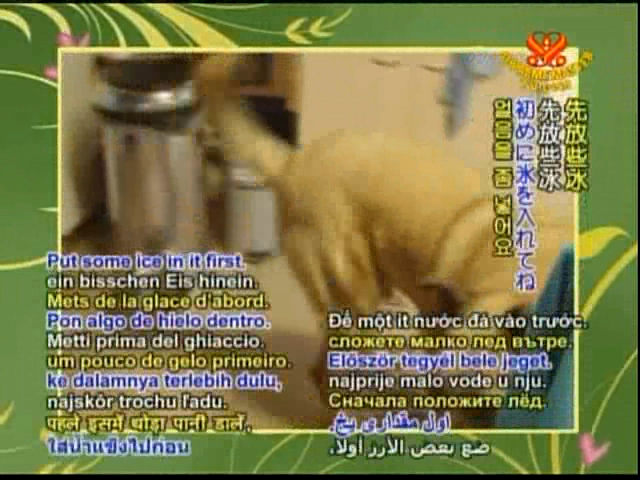 SUPREME MASTER
Put some ice in it first.
ein bisschen Eis hinein.
Mets de la glace d'abord.
Pon algo de hielo dentro.
Metti prima del ghiaccio.
um pouco de gelo primeiro.
ke dalamnya terlebih dulu,
najskôr trochu ľadu.
पहले इसमें थोड़ा पानी डालें,
ใส่น้ำแข็งไปก่อน
Để một ít nước đá vào trước.
сложете малко лед вътре.
Először tegyél bele jeget.
najprije malo vode u nju.
Сначала положите лёд.
اول مقداری یخ.
ضع بعض الأرز أولاً.
先放些冰
先放些冰
初めに氷を入れてね
얼음을 좀 넣어요